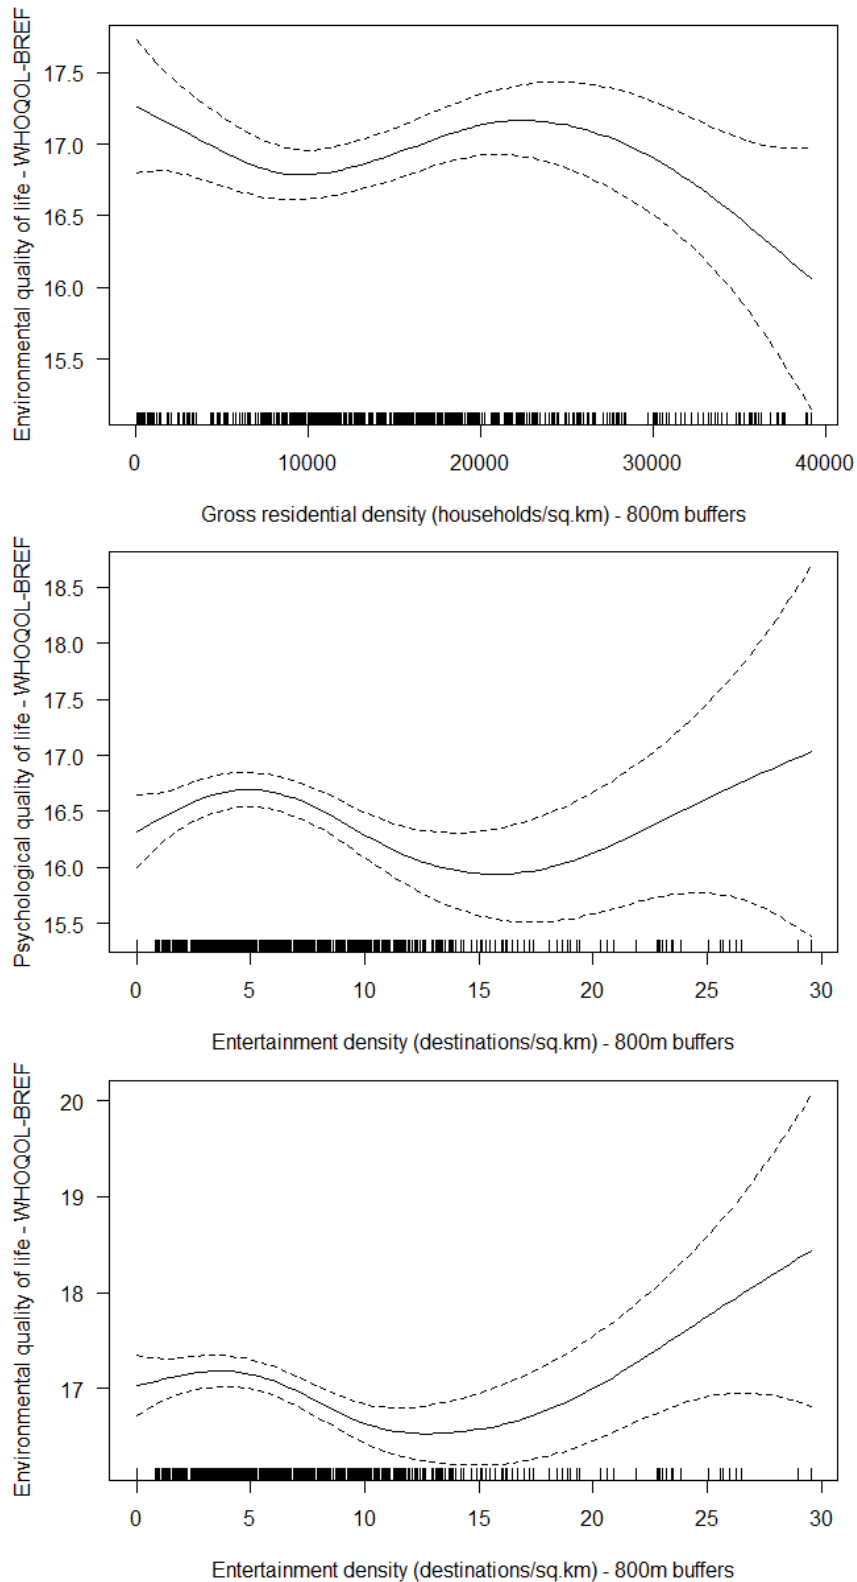 Environmental quality of life - WHOQOL-BREF
17.5
17.0
16.5
16.0
15.5
0 10000 20000 30000 40000
Gross residential density (households/sq.km) - 800m buffers
Psychological quality of life - WHOQOL-BREF
18.5
18.0
17.5
17.0
16.5
16.0
15.5
0 5 10 15 20 25 30
Entertainment density (destinations/sq.km) - 800m buffers
Environmental quality of life - WHOQOL-BREF
20
19
18
17
0 5 10 15 20 25 30
Entertainment density (destinations/sq.km) - 800m buffers